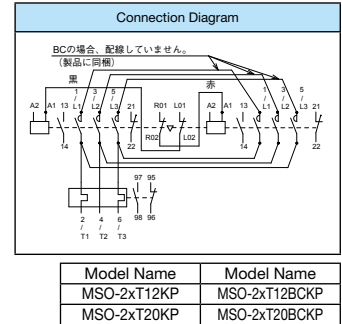 Connection Diagram
BCの場合、配線していません。
(製品に同梱)
黒
赤
1 3 5
/ / /
A2 A1 13 L1 L2 L3 21
R01 L01
1 3 5
/ / /
A2 A1 13 L1 L2 L3 21
14 22
R02 L02
14 22
97 95
98 96
2 4 6
/ / /
T1 T2 T3
Model Name Model Name
MSO-2xT12KP MSO-2xT12BCKP
MSO-2xT20KP MSO-2xT20BCKP